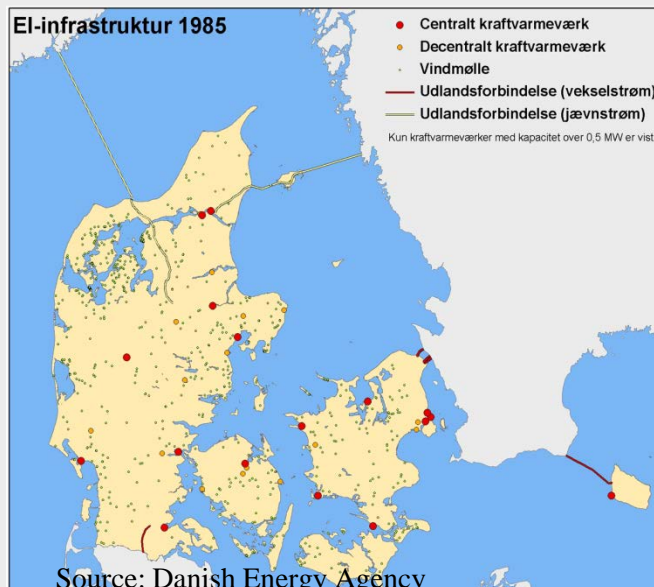 El-infrastruktur 1985
Centralt kraftvarmeværk
Decentralt kraftvarmeværk
Vindmølle
Udlandsforbindelse (vekselstrøm)
Udlandsforbindelse (jævnstrøm)
Kun kraftvarmeværker med kapacitet over 0,5 MW er vist
Source: Danish Energy Agency